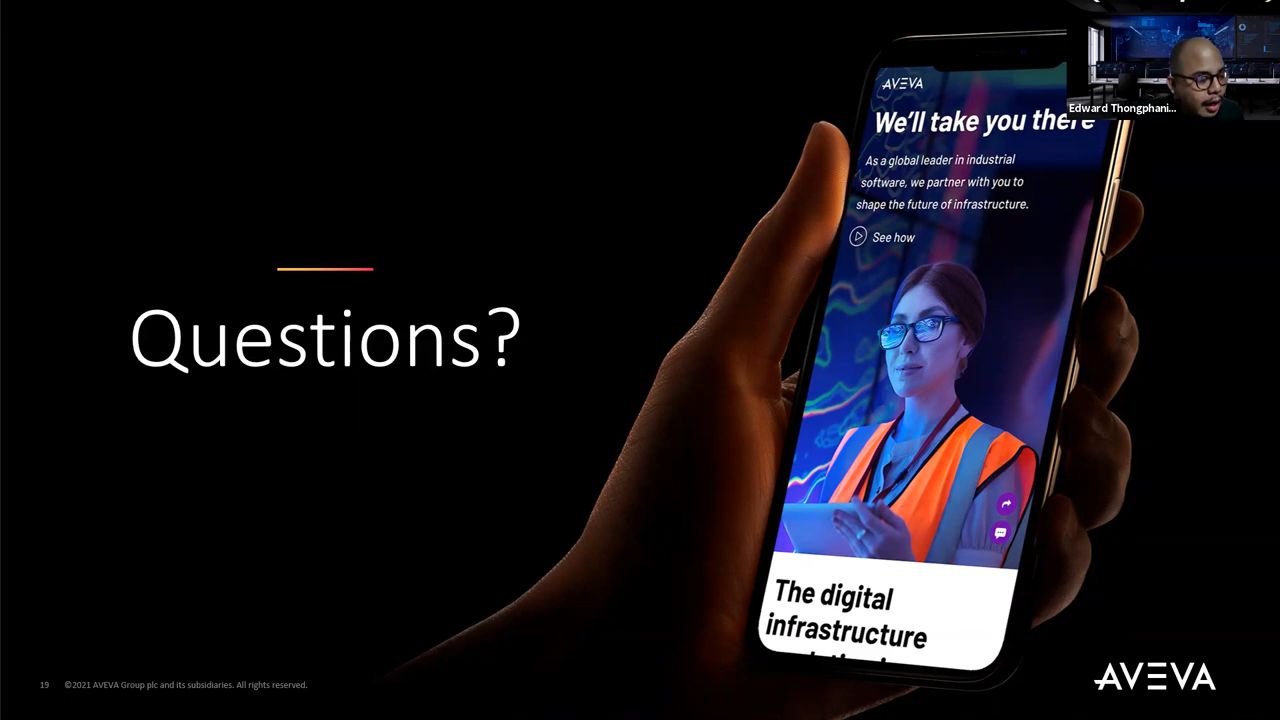 Edward Thongphani...
AVEVA
We'll take you there
As a global leader in industrial
software, we partner with you to
shape the future of infrastructure.
See how
Questions?
The digital
infrastructure
19 ©2021 AVEVA Group plc and its subsidiaries. All rights reserved.
AVEVA